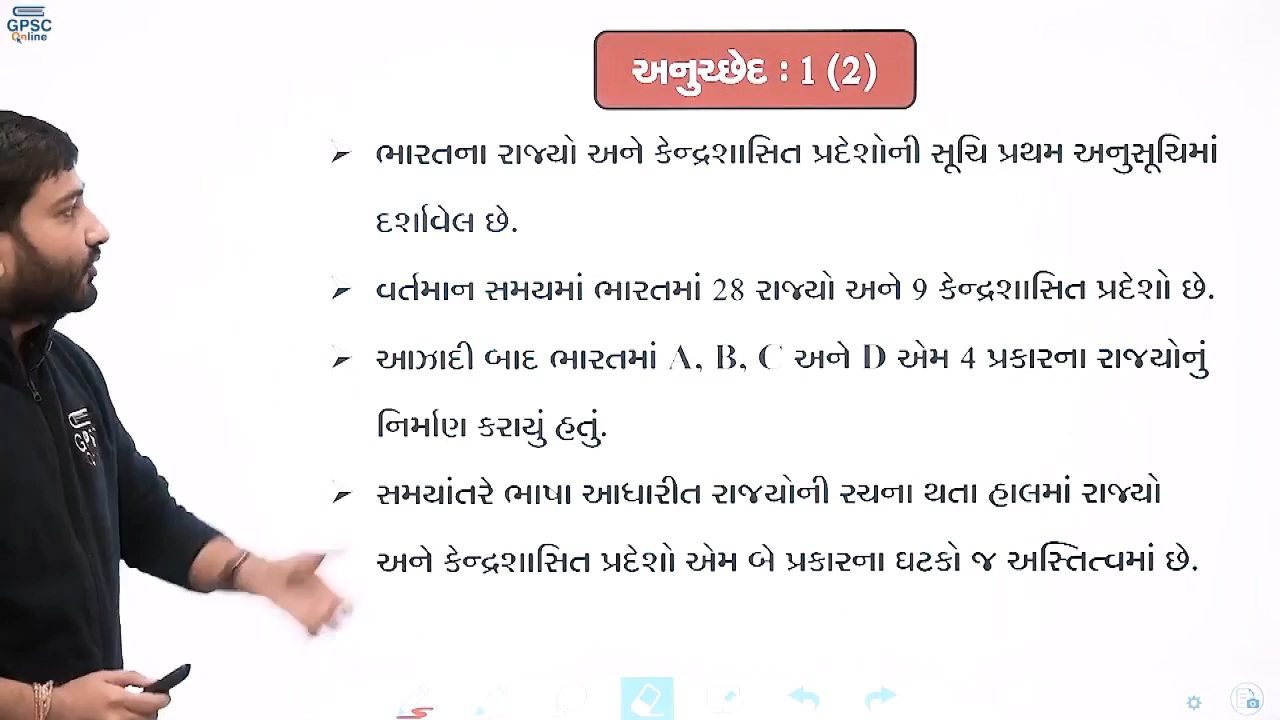 GPSC
Online
અનુચ્છેદ : 1 (2)
➢ ભારતના રાજ્યો અને કેન્દ્રશાસિત પ્રદેશોની સૂચિ પ્રથમ અનુસૂચિમાં
દર્શાવેલ છે.
➢ વર્તમાન સમયમાં ભારતમાં 28 રાજ્યો અને 9 કેન્દ્રશાસિત પ્રદેશો છે.
➢ આઝાદી બાદ ભારતમાં A, B, C અને D એમ 4 પ્રકારના રાજયોનું
નિર્માણ કરાયું હતું.
➢ સમયાંતરે ભાષા આધારીત રાજયોની રચના થતા હાલમાં રાજ્યો
અને કેન્દ્રશાસિત પ્રદેશો એમ બે પ્રકારના ઘટકો જ અસ્તિત્વમાં છે.